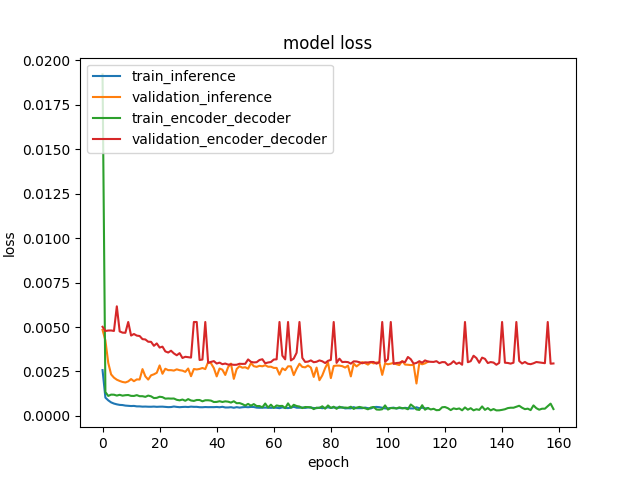 model loss
train_inference
validation_inference
train_encoder_decoder
validation_encoder_decoder
0.0200
0.0175
0.0150
0.0125
0.0100
0.0075
0.0050
0.0025
0.0000
loss
0 20 40 60 80 100 120 140 160
epoch